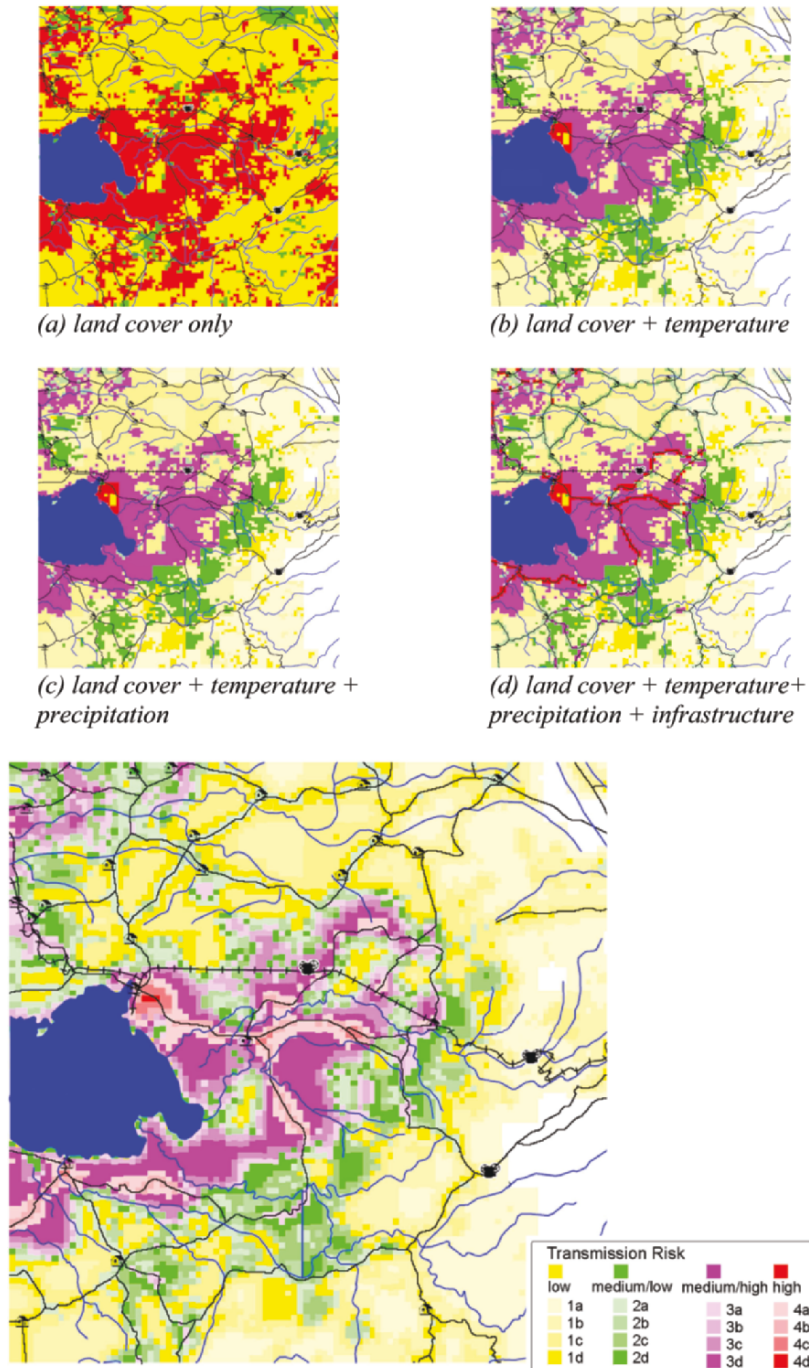 (a) land cover only
(b) land cover + temperature
(c) land cover + temperature +
precipitation
(d) land cover + temperature+
precipitation + infrastructure
Transmission Risk
low medium/low medium/high high
1a 2a 3a 4a
1b 2b 3b 4b
1c 2c 3c 4c
1d 2d 3d 4d